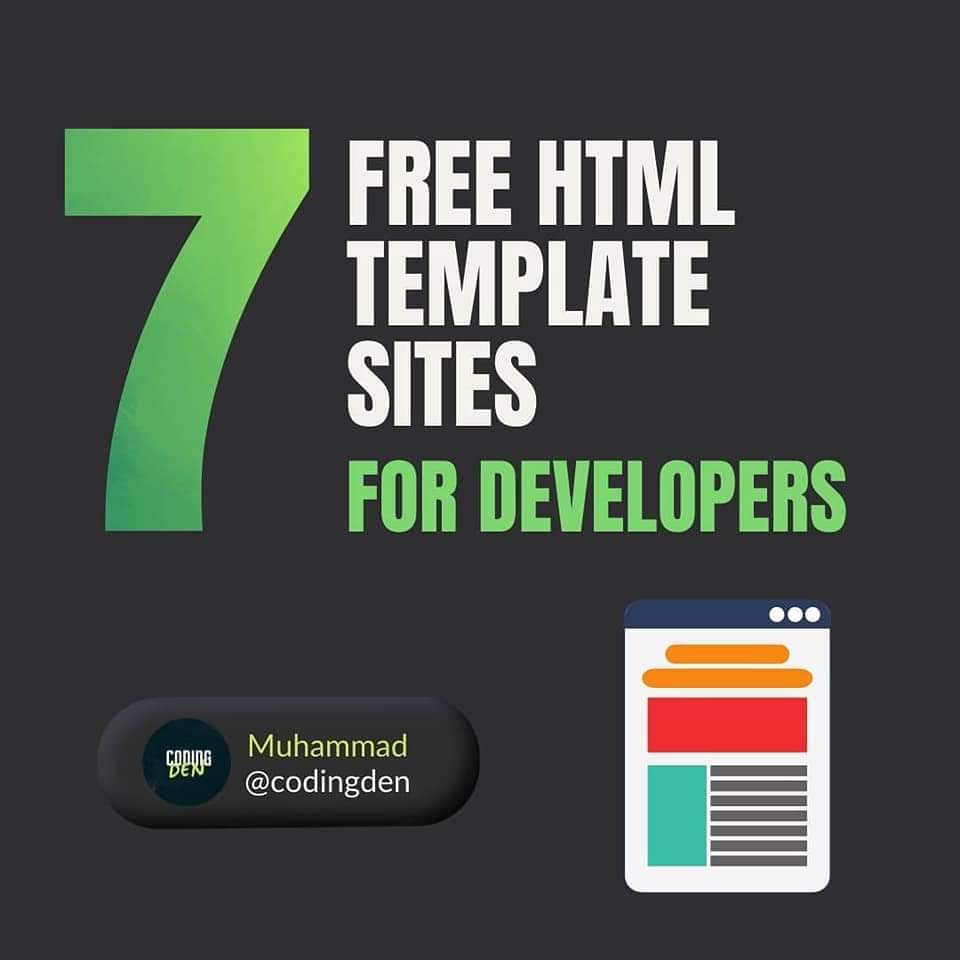 7
FREE HTML
TEMPLATE
SITES
FOR DEVELOPERS
CODING
DEN
Muhammad
@codingden